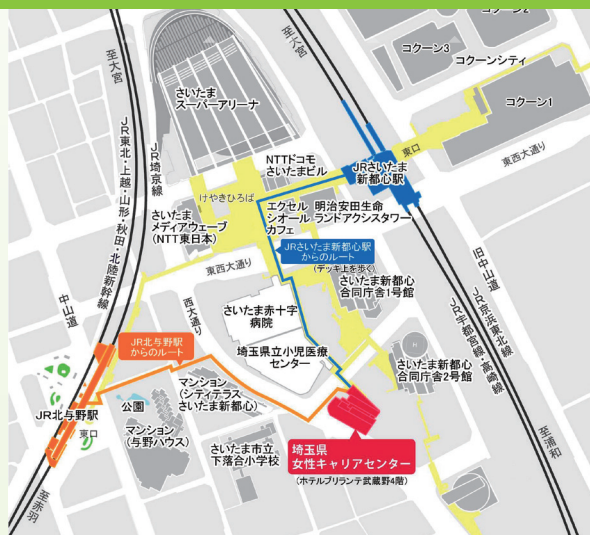 コクーン2
コクーン3
コクーンシティ
コクーン1
至大宮
至大宮
さいたま
スーパーアリーナ
JR東北・上越・山形・秋田・北陸新幹線
JR埼京線
NTTドコモ
さいたまビル
JRさいたま
新都心駅
東口
東西大通り
けやきひろば
さいたま
メディアウェーブ
(NTT東日本)
エクセル
シオール
カフェ
明治安田生命
ランドアクシスタワー
JRさいたま新都心駅
からのルート
(デッキ上を歩く)
さいたま新都心
合同庁舎1号館
東西大通り
西大通り
中山道
旧中山道
JR京浜東北線
JR宇都宮線・高崎線
さいたま赤十字
病院
埼玉県立小児医療
センター
さいたま新都心
合同庁舎2号館
JR北与野駅
からのルート
JR北与野駅
東口
公園
マンション
(シティテラス
さいたま新都心)
マンション
(与野ハウス)
さいたま市立
下落合小学校
埼玉県
女性キャリアセンター
(ホテルブリランテ武蔵野4階)
至浦和
至赤羽